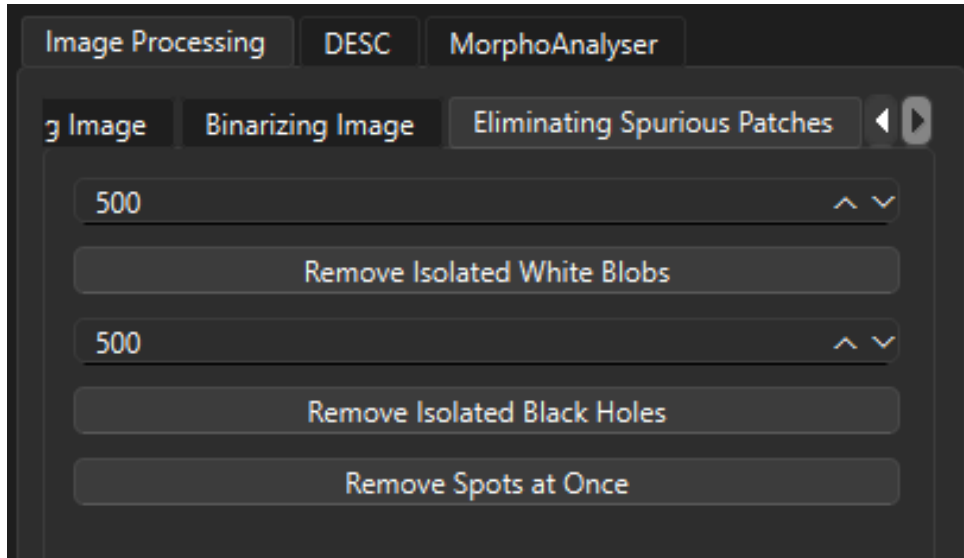 Image Processing DESC MorphoAnalyser
g Image Binarizing Image Eliminating Spurious Patches
500
Remove Isolated White Blobs
500
Remove Isolated Black Holes
Remove Spots at Once